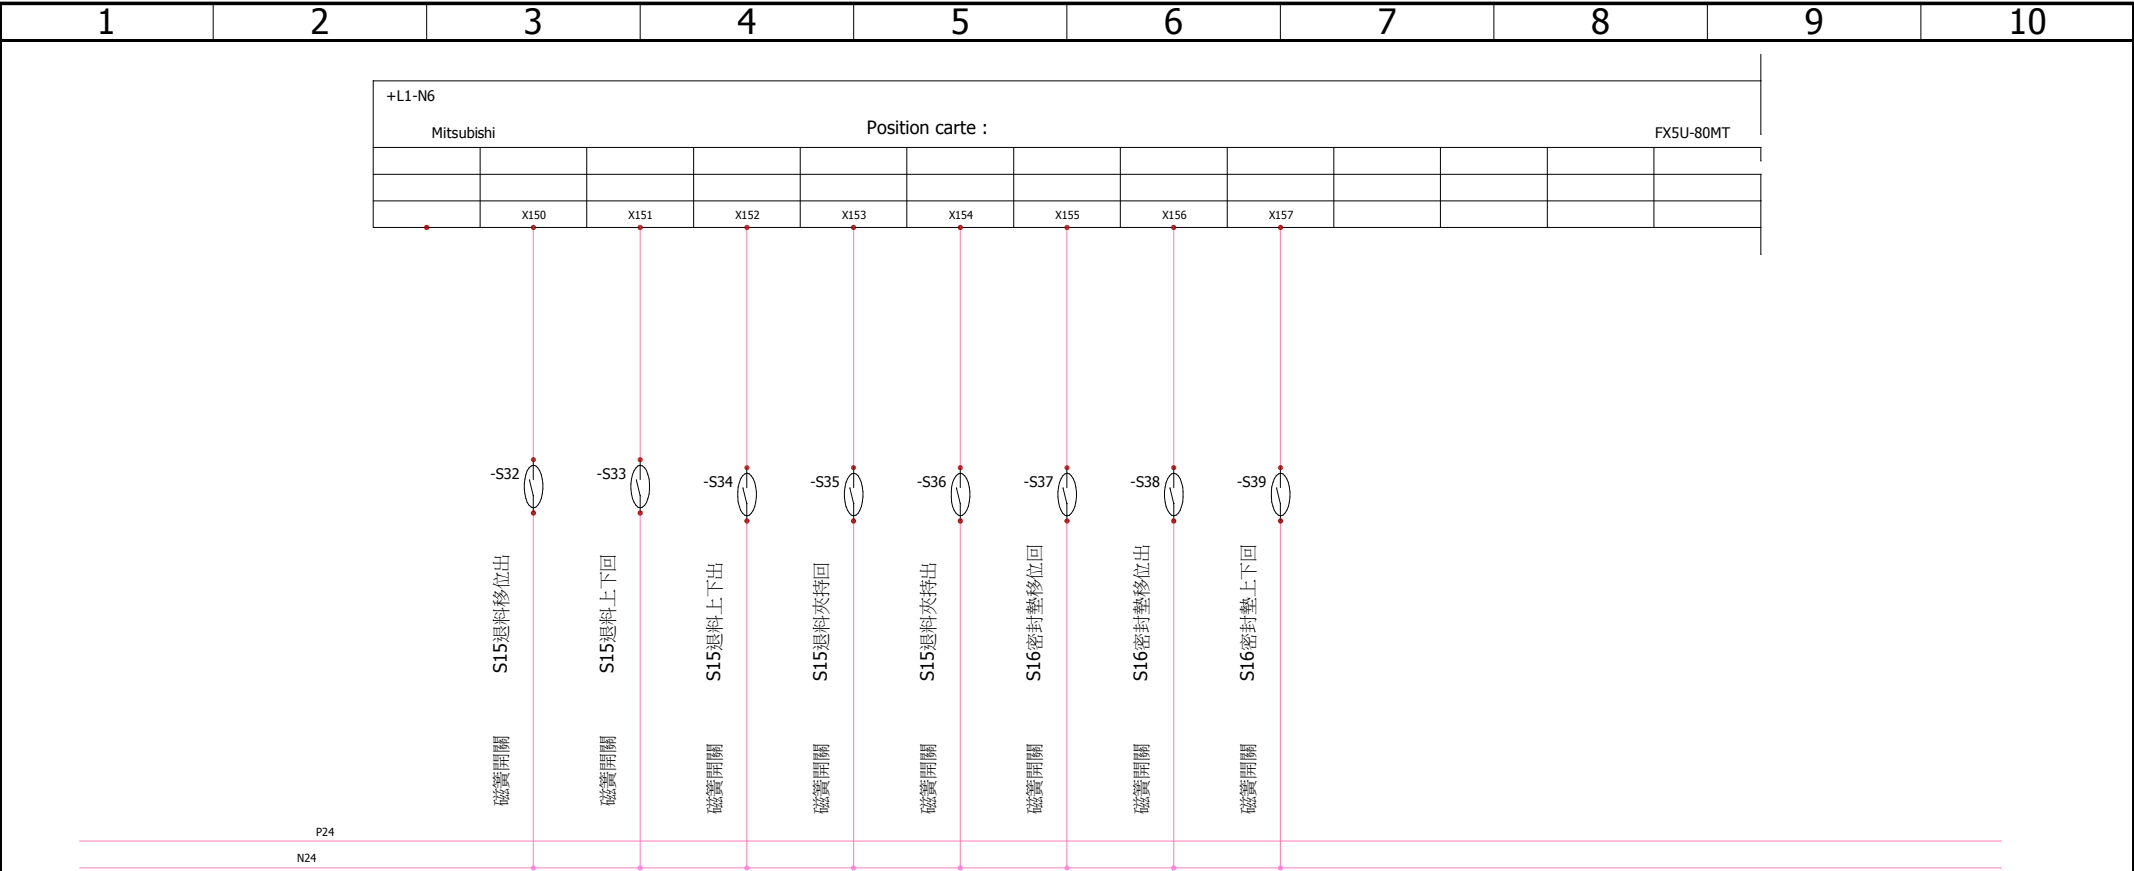 1 2 3 4 5 6 7 8 9 10
+L1-N6
Mitsubishi Position carte : FX5U-80MT
X150 X151 X152 X153 X154 X155 X156 X157
-S32 -S33 -S34 -S35 -S36 -S37 -S38 -S39
S15退料移位出
S15退料上下回
S15退料上下出
S15退料夾持回
S15退料夾持出
S16密封墊移位回
S16密封墊移位出
S16密封墊上下回
磁簧開關
磁簧開關
磁簧開關
磁簧開關
磁簧開關
磁簧開關
磁簧開關
磁簧開關
P24
N24